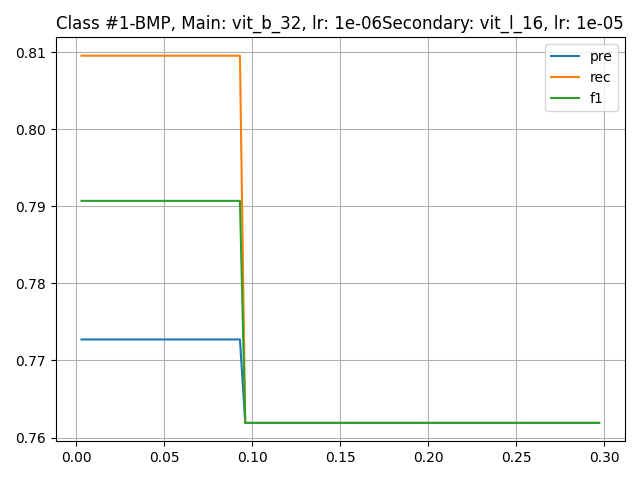 Class #1-BMP, Main: vit_b_32, lr: 1e-06Secondary: vit_l_16, lr: 1e-05
pre
rec
f1
0.81
0.80
0.79
0.78
0.77
0.76
0.00 0.05 0.10 0.15 0.20 0.25 0.30